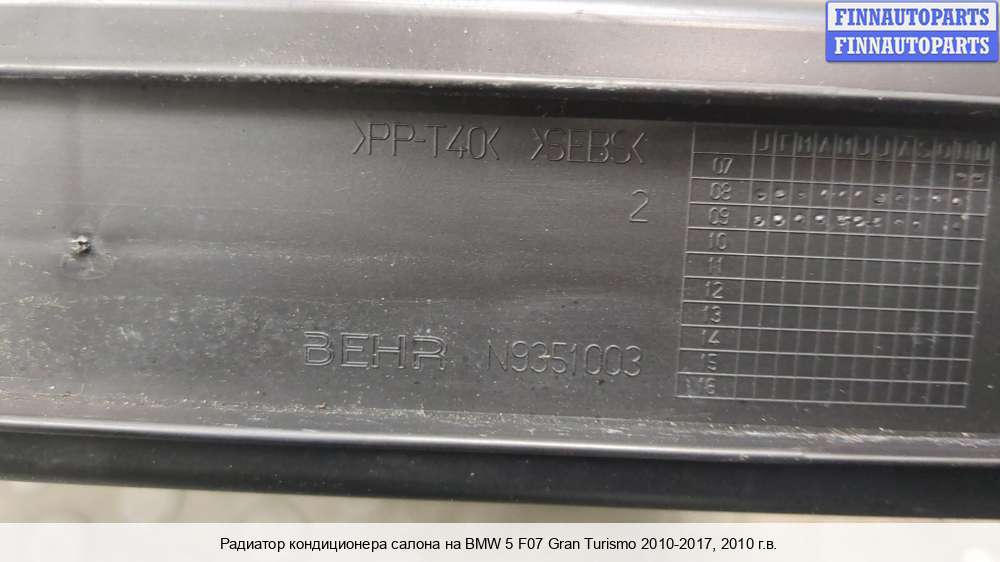 FINNAUTOPARTS
FINNAUTOPARTS
>PP-T40< >SEBS<
2
J F M A M J J A S O N D
07
08
09
10
11
12
13
14
15
16
BEHR N9351003
Радиатор кондиционера салона на BMW 5 F07 Gran Turismo 2010-2017, 2010 г.в.